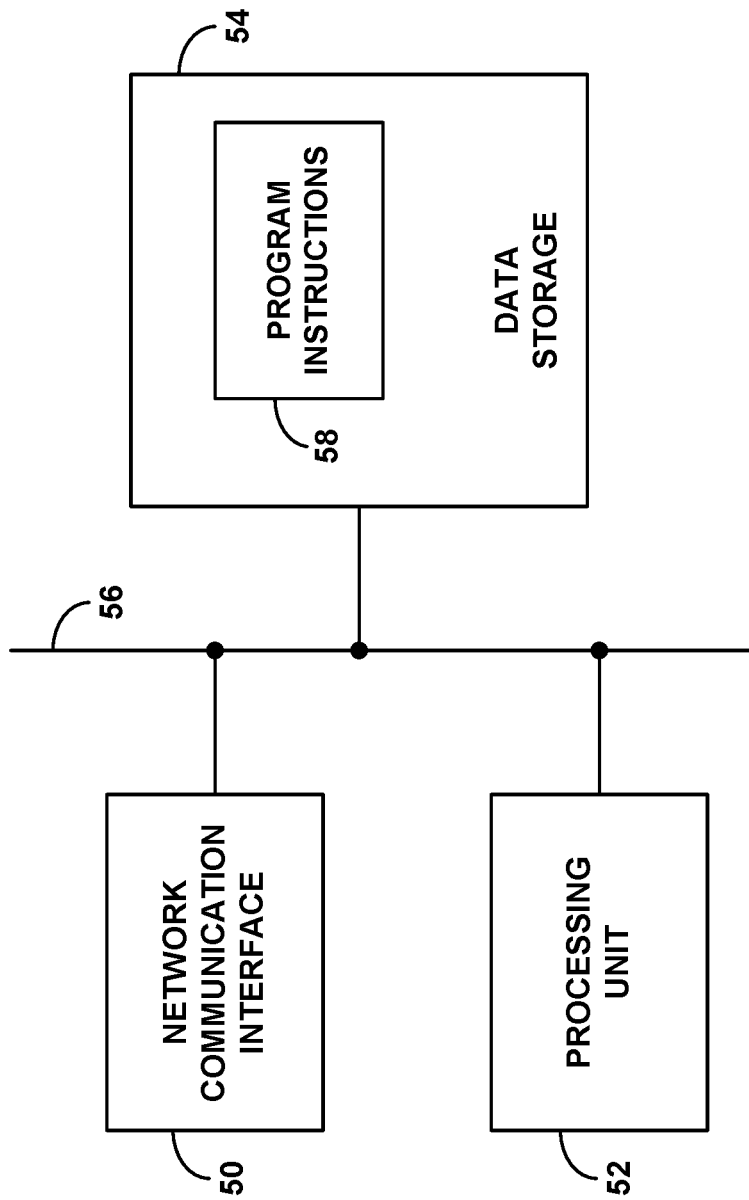 50
NETWORK
COMMUNICATION
INTERFACE
52
PROCESSING
UNIT
56
58
PROGRAM
INSTRUCTIONS
DATA
STORAGE
54